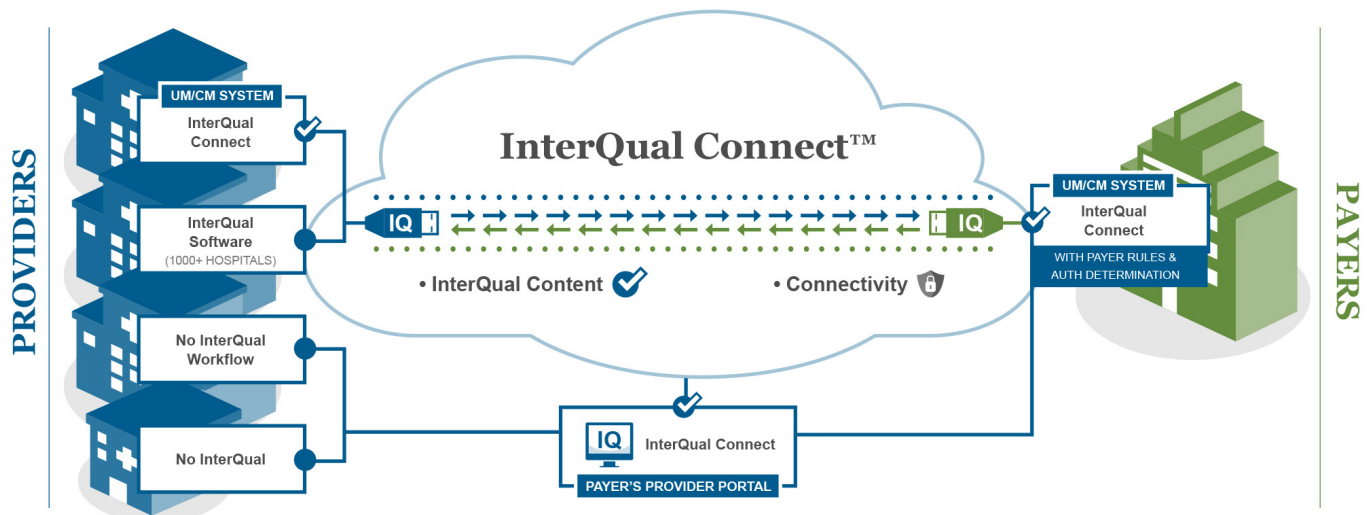 PROVIDERS
UM/CM SYSTEM
InterQual
Connect
InterQual
Software
(1000+ HOSPITALS)
No InterQual
Workflow
No InterQual
InterQual Connect™
IQ
IQ
• InterQual Content
• Connectivity
IQ
InterQual Connect
PAYER'S PROVIDER PORTAL
UM/CM SYSTEM
InterQual
Connect
WITH PAYER RULES &
AUTH DETERMINATION
PAYERS